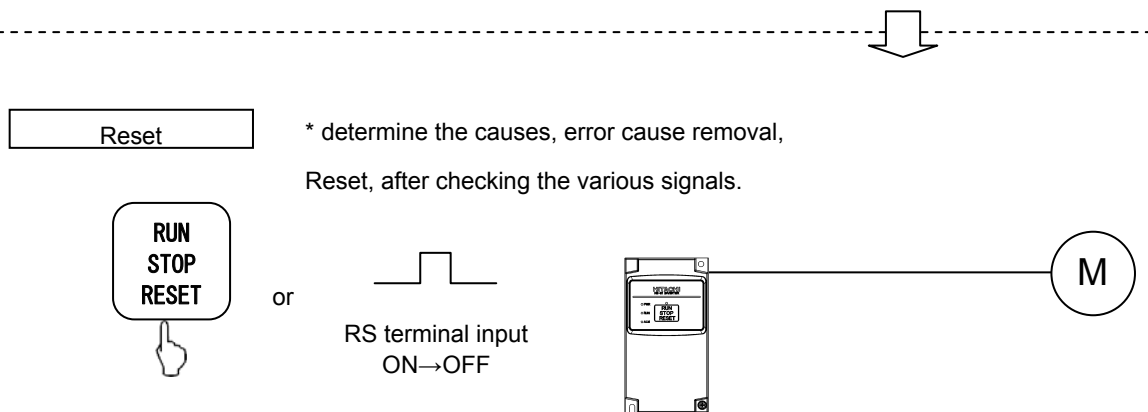 Reset
* determine the causes, error cause removal,
Reset, after checking the various signals.
RUN
STOP
RESET
or
RS terminal input
ON→OFF
HITACHI
RUN
STOP
RESET
M